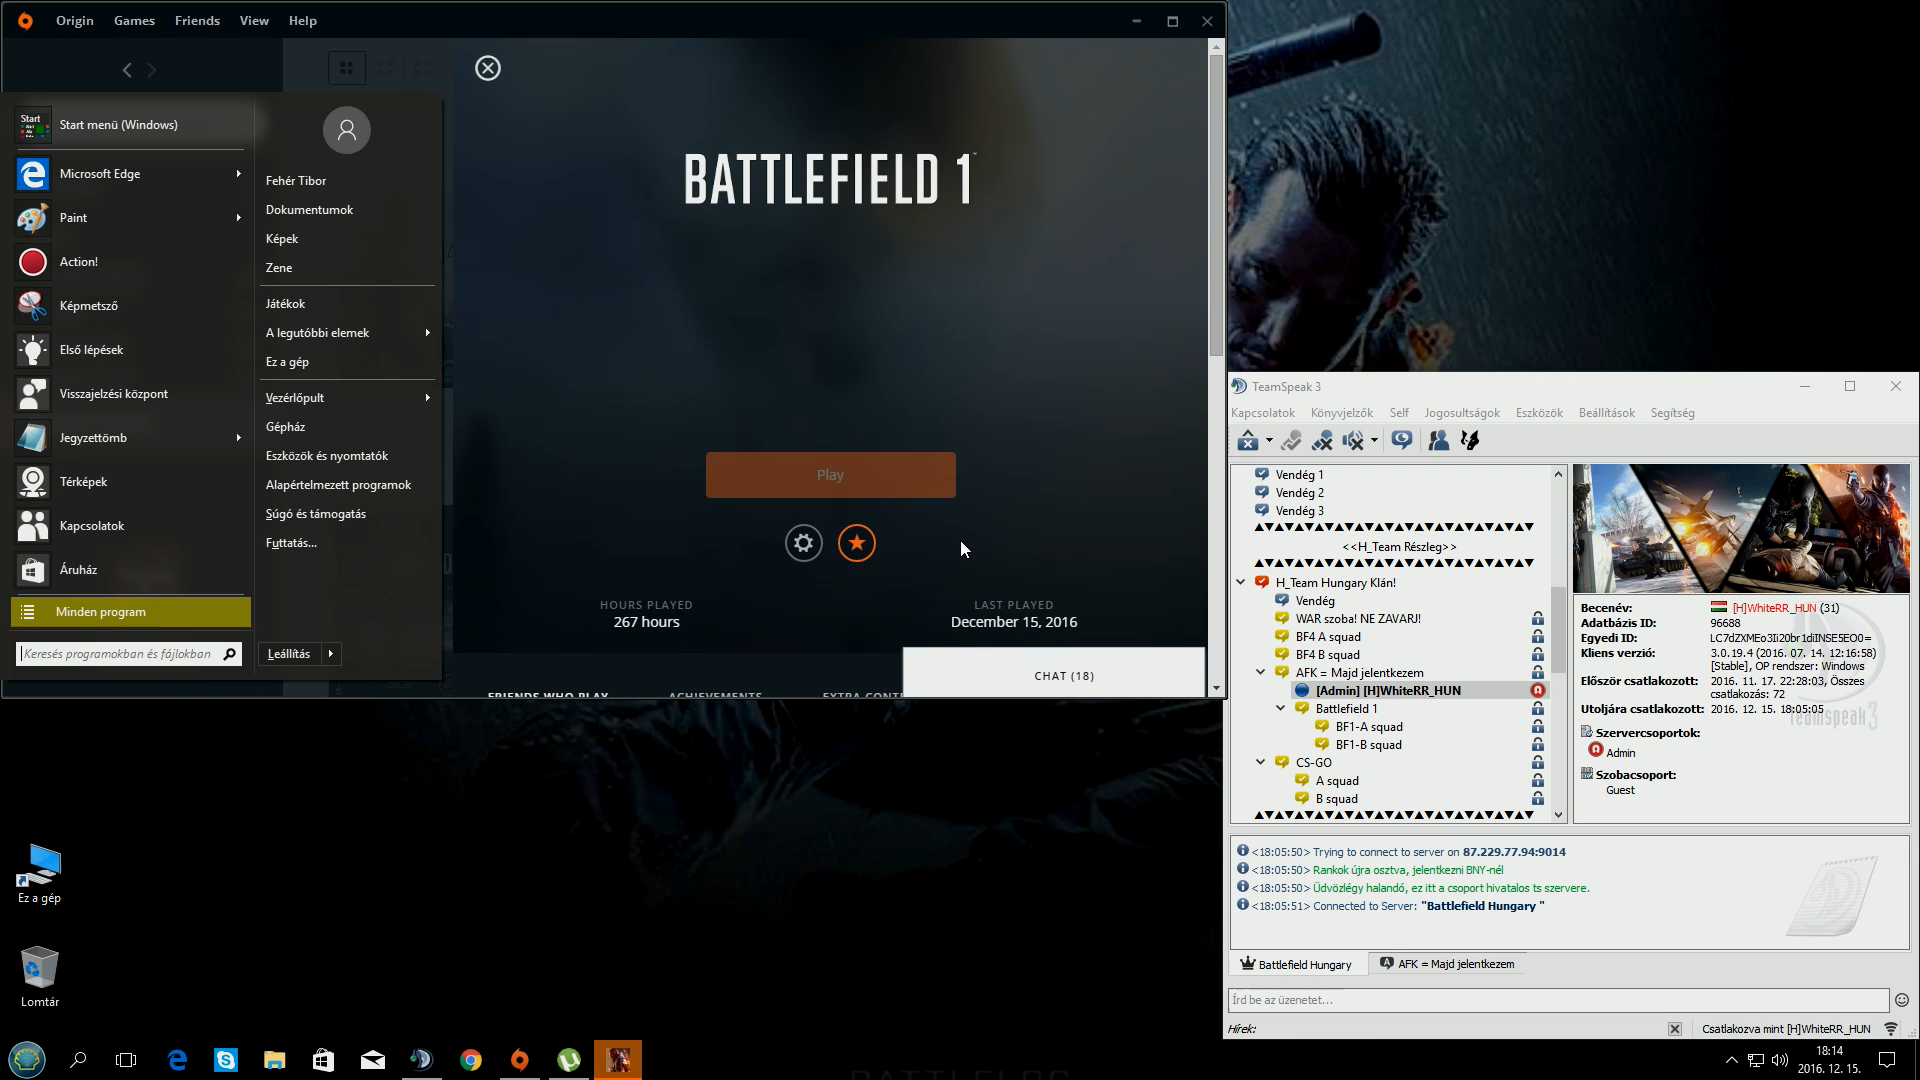 Origin
Games
Friends
View
Help
Start
Start menü (Windows)
Microsoft Edge
Paint
Action!
Képmetsző
Első lépések
Visszajelzési központ
Jegyzettömb
Térképek
Kapcsolatok
Áruház
Minden program
Keresés programokban és fájlokban
Fehér Tibor
Dokumentumok
Képek
Zene
Játékok
A legutóbbi elemek
Ez a gép
Vezérlőpult
Gépház
Eszközök és nyomtatók
Alapértelmezett programok
Súgó és támogatás
Futtatás...
Leállítás
BATTLEFIELD 1
Play
HOURS PLAYED
267 hours
LAST PLAYED
December 15, 2016
CHAT (18)
FRIENDS WHO PLAY
ACHIEVEMENTS
EXTRA CONTE
TeamSpeak 3
Kapcsolatok
Könyvjelzők
Self
Jogosultságok
Eszközök
Beállítások
Segítség
Vendég 1
Vendég 2
Vendég 3
<<H_Team Részleg>>
H_Team Hungary Klán!
Vendég
WAR szoba! NE ZAVARJ!
BF4 A squad
BF4 B squad
AFK = Majd jelentkezem
[Admin] [H]WhiteRR_HUN
Battlefield 1
BF1-A squad
BF1-B squad
CS-GO
A squad
B squad
Becenév: [H]WhiteRR_HUN (31)
Adatbázis ID: 96688
Egyedi ID: LC7dZXMEo3Ii20br1diINSE5EO0=
Kliens verzió: 3.0.19.4 (2016. 07. 14. 12:16:58)
[Stable], OP rendszer: Windows
Először csatlakozott: 2016. 11. 17. 22:28:03, Összes
csatlakozás: 72
Utoljára csatlakozott: 2016. 12. 15. 18:05:05
teamspeak 3
Szervercsoportok:
Admin
Szobacsoport:
Guest
<18:05:50> Trying to connect to server on 87.229.77.94:9014
<18:05:50> Rankok újra osztva, jelentkezni BNY-nél
<18:05:50> Üdvözlégy halandó, ez itt a csoport hivatalos ts szervere.
<18:05:51> Connected to Server: "Battlefield Hungary "
Battlefield Hungary
AFK = Majd jelentkezem
Írd be az üzenetet...
Hírek:
Csatlakozva mint [H]WhiteRR_HUN
Ez a gép
Lomtár
18:14
2016. 12. 15.